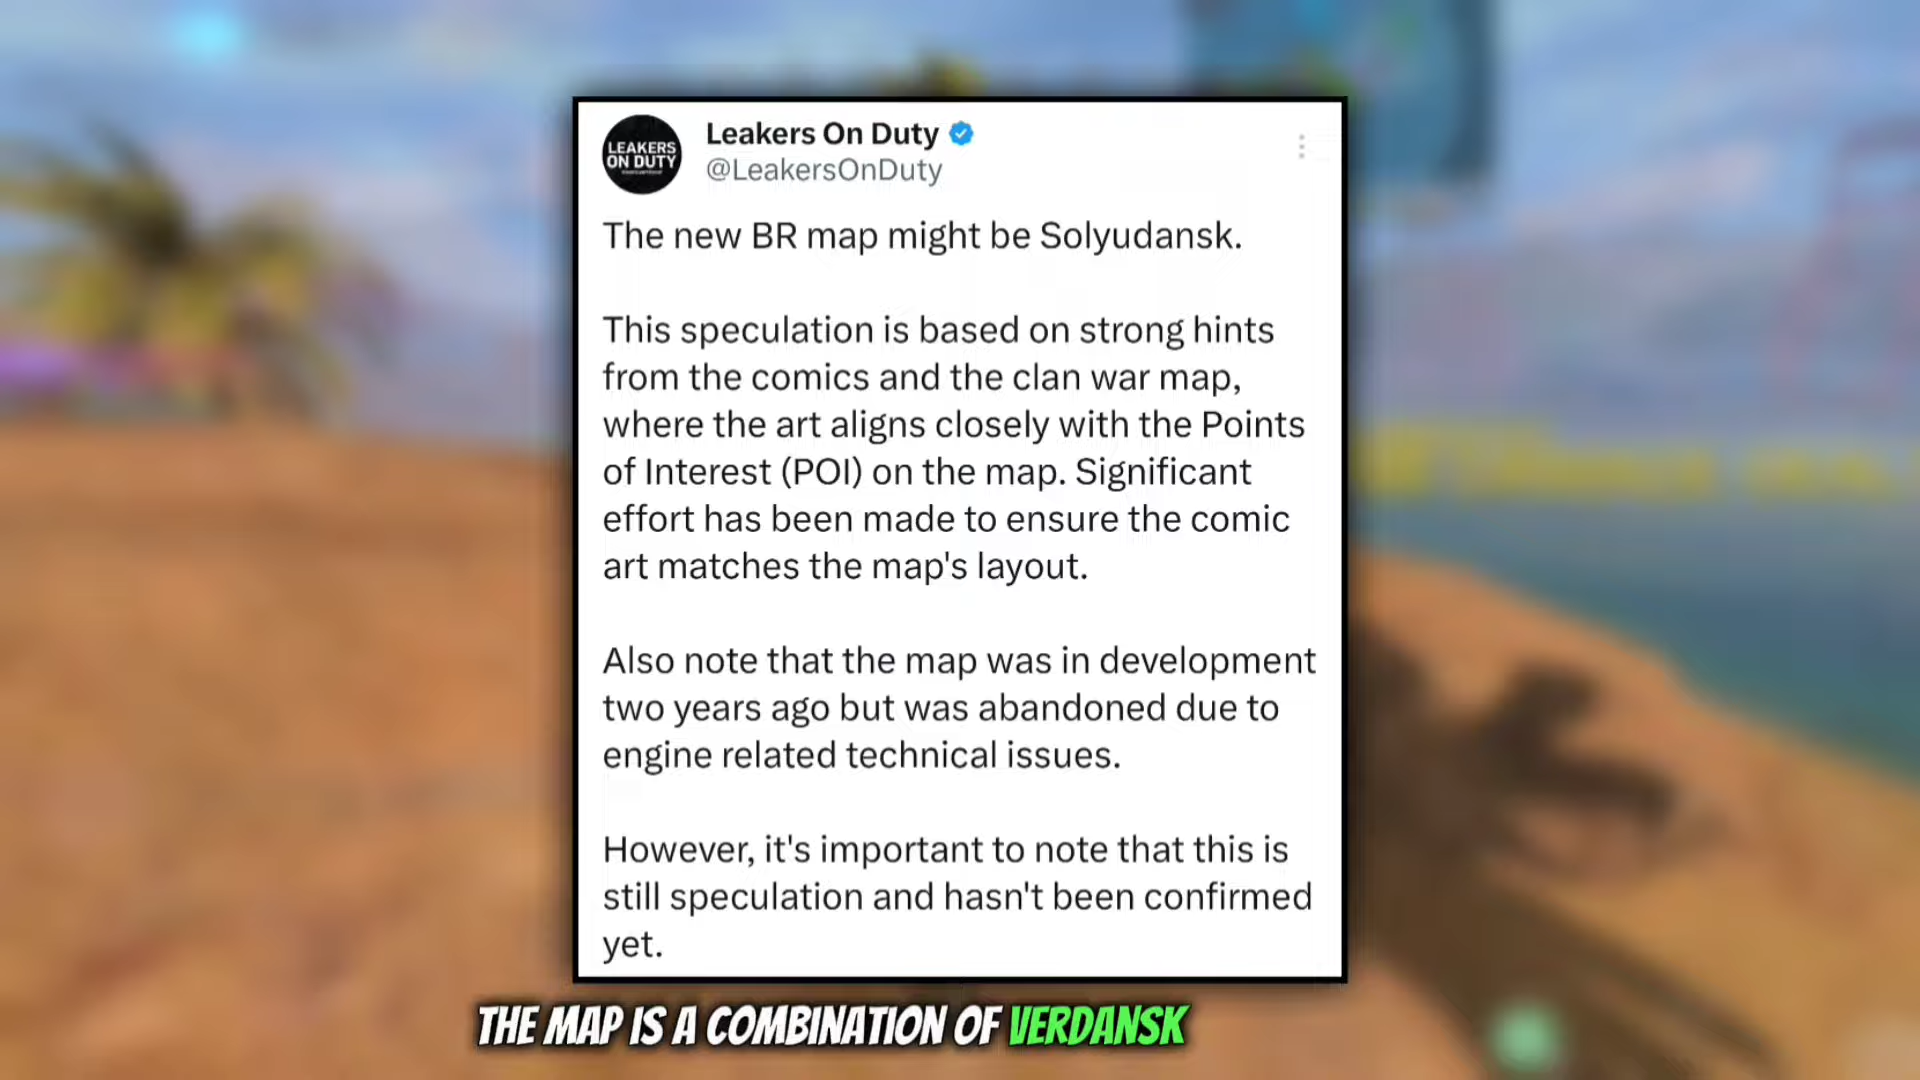 LEAKERS
ON DUTY
Leakers On Duty
@LeakersOnDuty
The new BR map might be Solyudansk.
This speculation is based on strong hints
from the comics and the clan war map,
where the art aligns closely with the Points
of Interest (POI) on the map. Significant
effort has been made to ensure the comic
art matches the map's layout.
Also note that the map was in development
two years ago but was abandoned due to
engine related technical issues.
However, it's important to note that this is
still speculation and hasn't been confirmed
yet.
THE MAP IS A COMBINATION OF VERDANSK